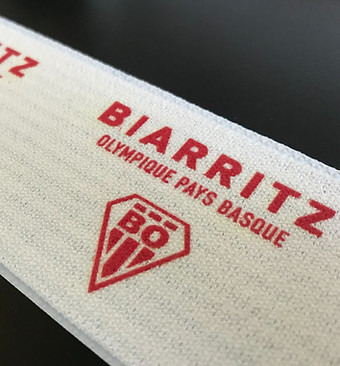 BIARRITZ
OLYMPIQUE PAYS BASQUE
BO